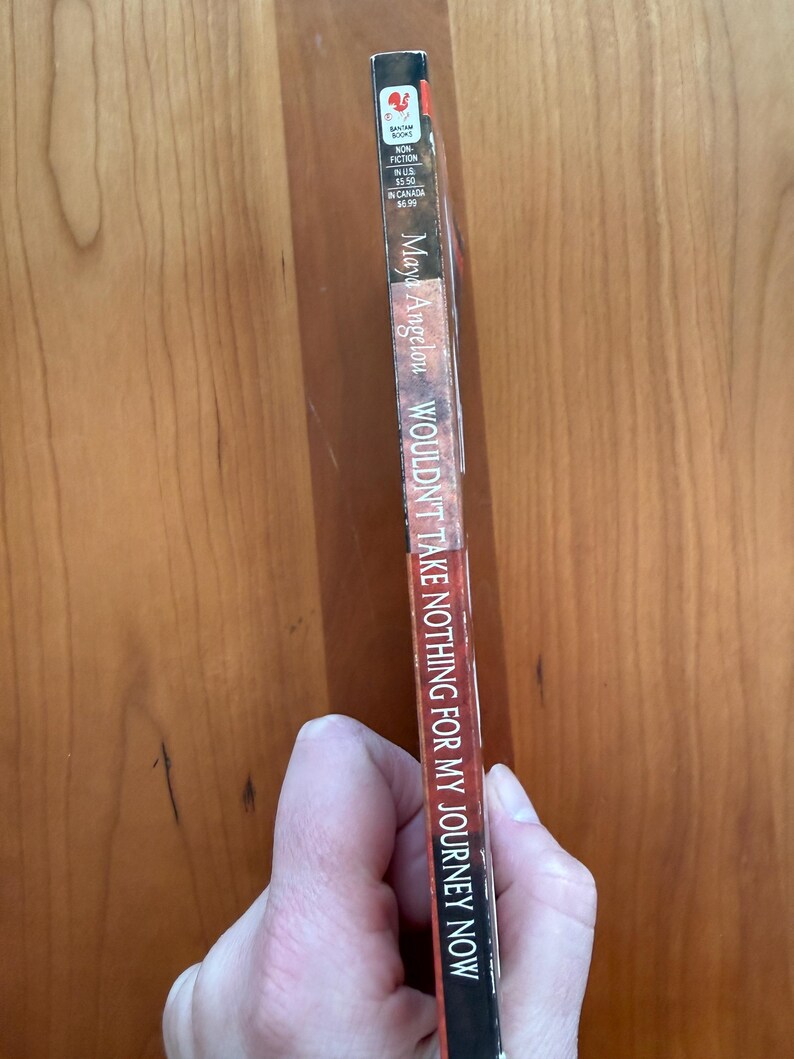 BANTAM
BOOKS
NON-
FICTION
IN U.S.
$5.50
IN CANADA
$6.99
Maya Angelou
WOULDN'T TAKE NOTHING FOR MY JOURNEY NOW